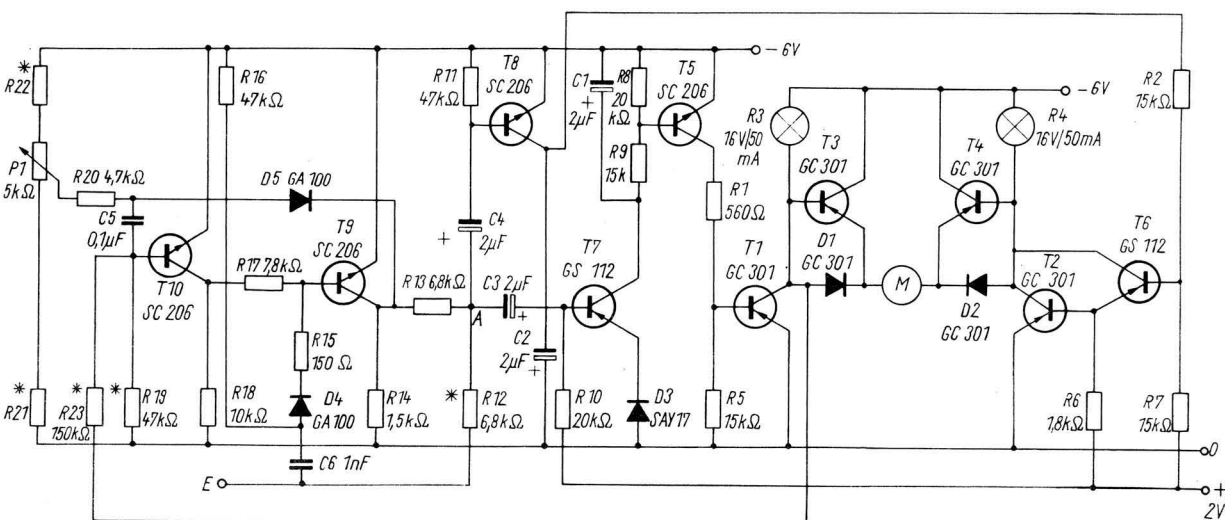 - 6V
- 6V
* R22
P1
5kΩ
R20 4,7kΩ
C5
0,1µF
R16
47kΩ
D5 GA 100
T10
SC 206
R17 7,8kΩ
T9
SC 206
R15
150 Ω
D4
GA100
C6 1nF
E
* R21
* R23
150kΩ
* R19
47kΩ
R18
10kΩ
R14
1,5kΩ
R13 6,8kΩ
A
* R12
6,8kΩ
R11
47kΩ
T8
SC 206
+ C4
2µF
C3 2µF
+
C2
2µF +
C1
+
2µF
R8
20
kΩ
R9
15k
T7
GS 112
R10
20kΩ
D3
SAY17
T5
SC 206
R1
560Ω
T1
GC 301
R5
15kΩ
R3
16V/50
mA
T3
GC 301
D1
GC 301
M
T4
GC 301
R4
16V/50mA
D2
GC 301
T2
GC 301
T6
GS 112
R2
15kΩ
R6
1,8kΩ
R7
15kΩ
0
+
2V